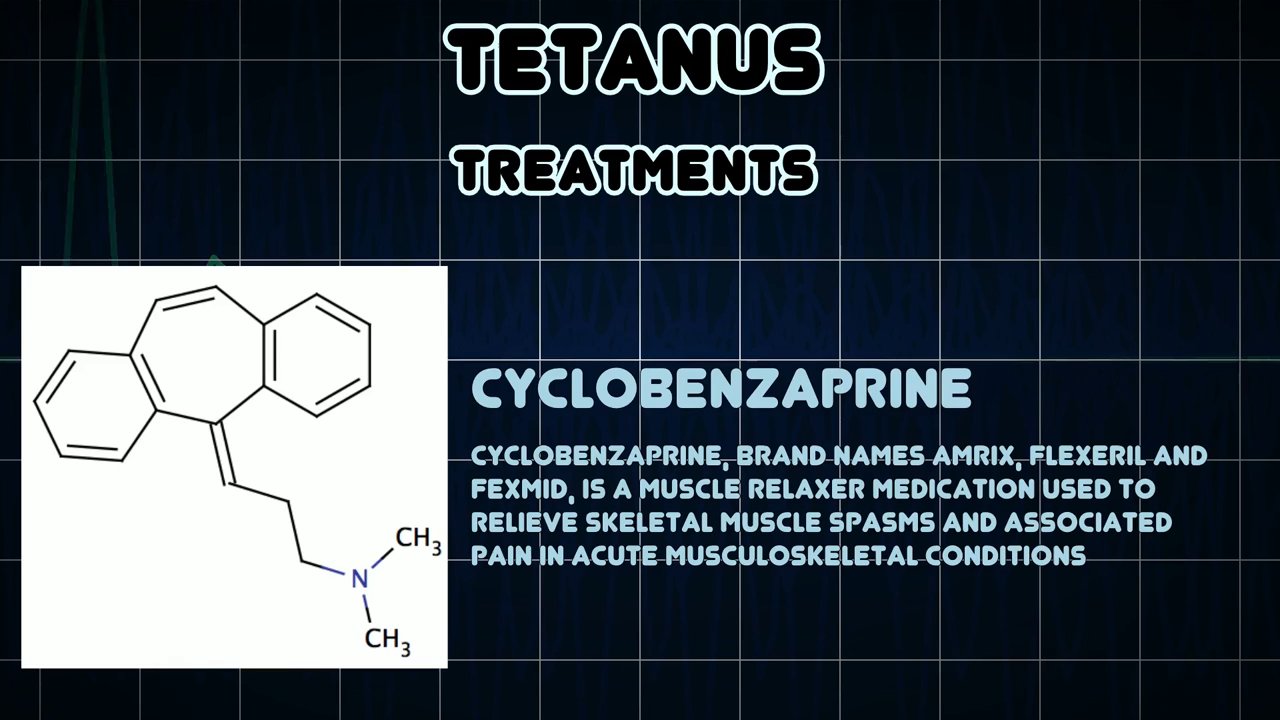 TETANUS
TREATMENTS
CYCLOBENZAPRINE
CYCLOBENZAPRINE, BRAND NAMES AMRIX, FLEXERIL AND
FEXMID, IS A MUSCLE RELAXER MEDICATION USED TO
RELIEVE SKELETAL MUSCLE SPASMS AND ASSOCIATED
PAIN IN ACUTE MUSCULOSKELETAL CONDITIONS
CH3
N
CH3